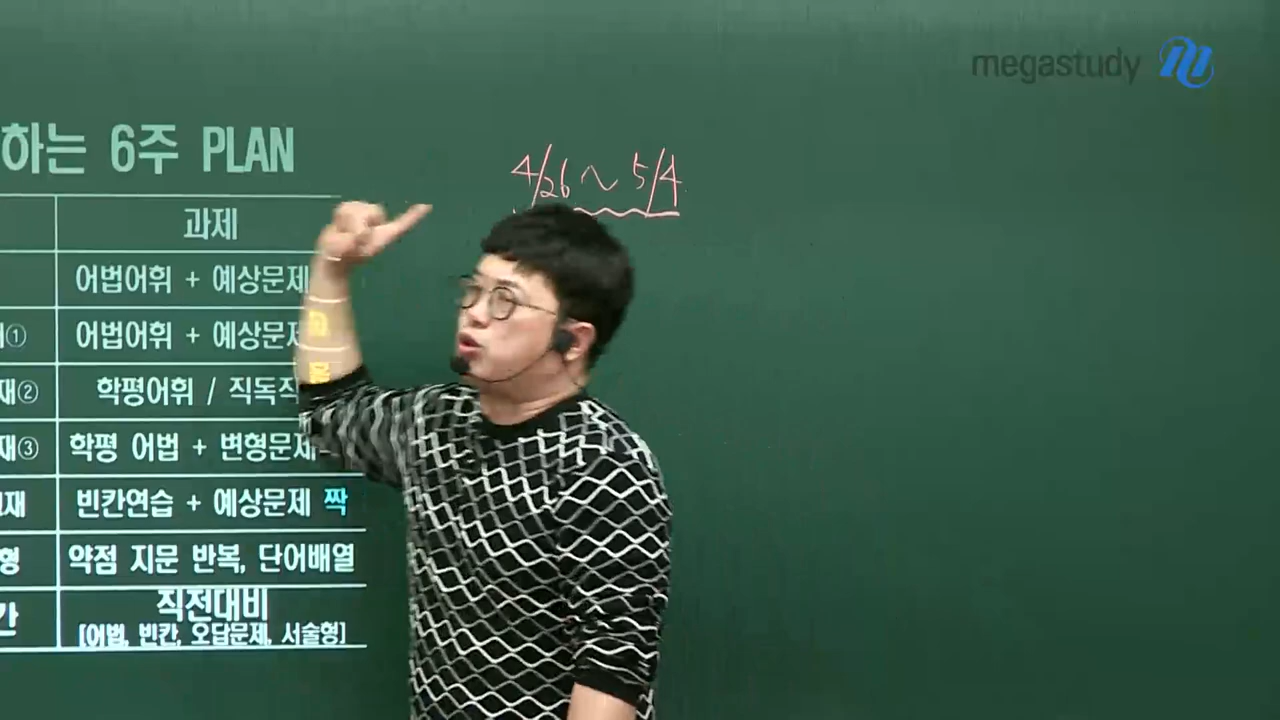 megastudy
하는 6주 PLAN
4/26 ~ 5/4
과제
어법어휘 + 예상문제
① 어법어휘 + 예상문제
재② 학평어휘 / 직독직
재③ 학평 어법 + 변형문제
재 빈칸연습 + 예상문제 짝
형 약점 지문 반복, 단어배열
간 직전대비
[어법, 빈칸, 오답문제, 서술형]